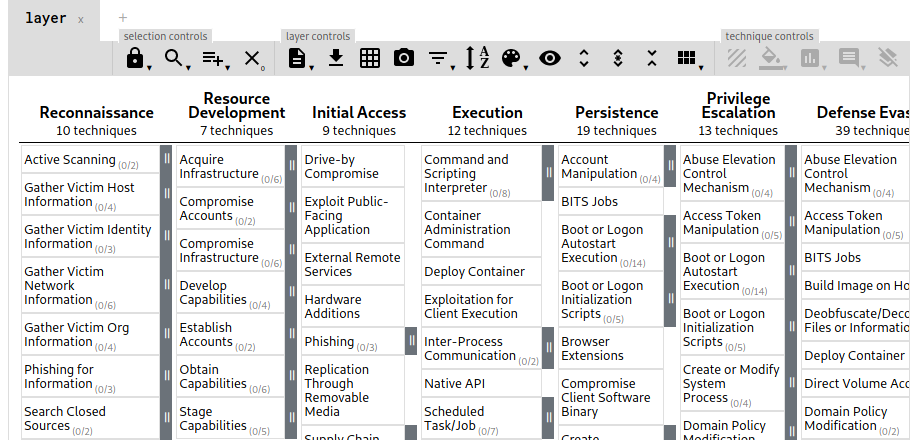 layer x
+
selection controls
layer controls
technique controls
0
A
Z
Reconnaissance
10 techniques
Active Scanning (0/2)
Gather Victim Host
Information (0/4)
Gather Victim Identity
Information (0/3)
Gather Victim
Network
Information (0/6)
Gather Victim Org
Information (0/4)
Phishing for
Information (0/3)
Search Closed
Sources (0/2)
Resource
Development
7 techniques
Acquire
Infrastructure (0/6)
Compromise
Accounts (0/2)
Compromise
Infrastructure (0/6)
Develop
Capabilities (0/4)
Establish
Accounts (0/2)
Obtain
Capabilities (0/6)
Stage
Capabilities (0/5)
Initial Access
9 techniques
Drive-by
Compromise
Exploit Public-
Facing
Application
External Remote
Services
Hardware
Additions
Phishing (0/3)
Replication
Through
Removable
Media
Supply Chain
Execution
12 techniques
Command and
Scripting
Interpreter (0/8)
Container
Administration
Command
Deploy Container
Exploitation for
Client Execution
Inter-Process
Communication (0/2)
Native API
Scheduled
Task/Job (0/7)
Persistence
19 techniques
Account
Manipulation (0/4)
BITS Jobs
Boot or Logon
Autostart
Execution (0/14)
Boot or Logon
Initialization
Scripts (0/5)
Browser
Extensions
Compromise
Client Software
Binary
Create
Privilege
Escalation
13 techniques
Abuse Elevation
Control
Mechanism (0/4)
Access Token
Manipulation (0/5)
Boot or Logon
Autostart
Execution (0/14)
Boot or Logon
Initialization
Scripts (0/5)
Create or Modify
System
Process (0/4)
Domain Policy
Modification
Defense Evas
39 technique
Abuse Elevation
Control
Mechanism (0/4)
Access Token
Manipulation (0/5)
BITS Jobs
Build Image on Ho
Deobfuscate/Deco
Files or Informatio
Deploy Container
Direct Volume Acc
Domain Policy
Modification (0/2)